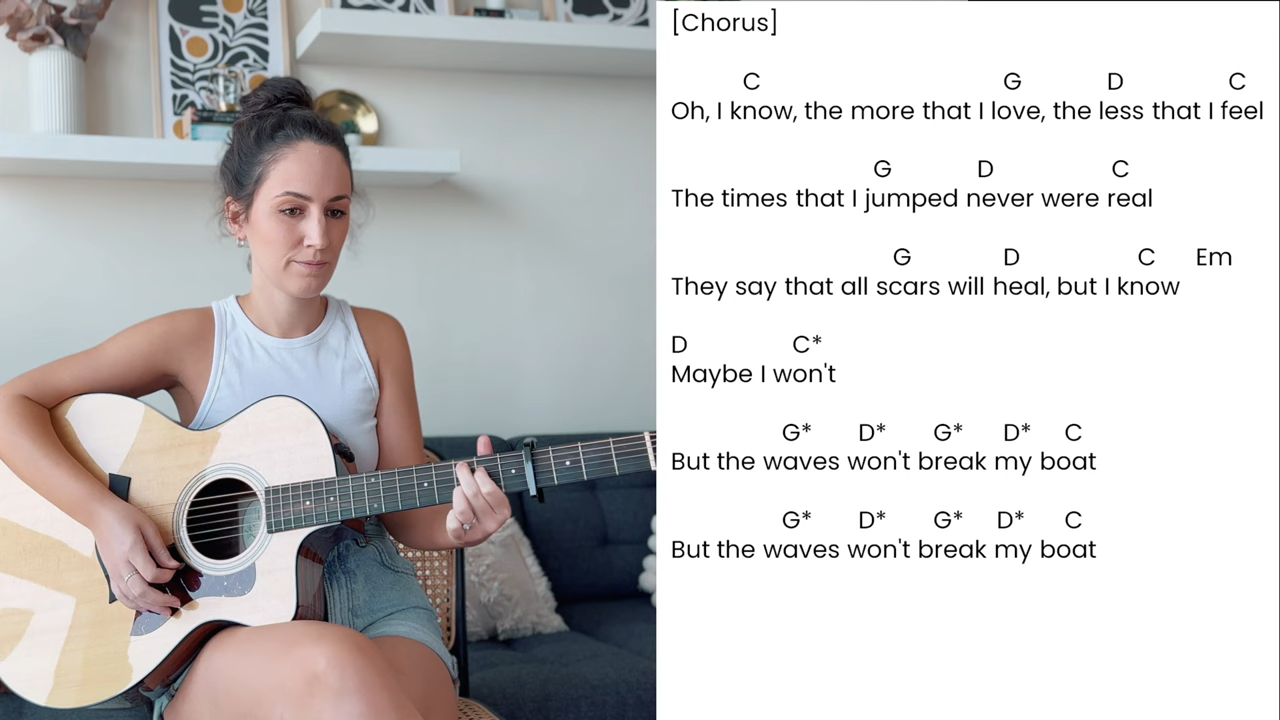 [Chorus]
C G D C
Oh, I know, the more that I love, the less that I feel
G D C
The times that I jumped never were real
G D C Em
They say that all scars will heal, but I know
D C*
Maybe I won't
G* D* G* D* C
But the waves won't break my boat
G* D* G* D* C
But the waves won't break my boat